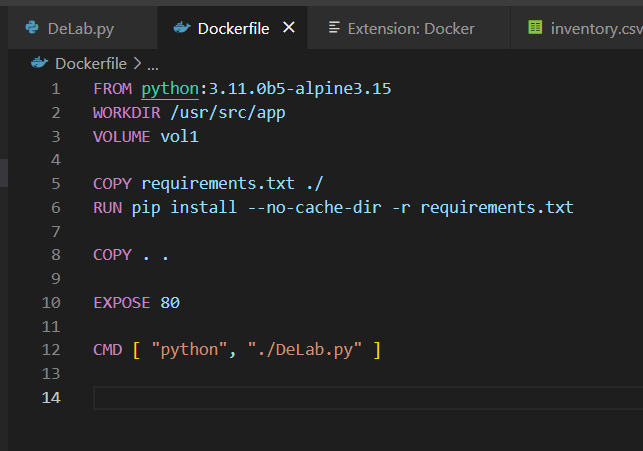 DeLab.py Dockerfile Extension: Docker inventory.csv
Dockerfile > ...
1 FROM python:3.11.0b5-alpine3.15
2 WORKDIR /usr/src/app
3 VOLUME vol1
4
5 COPY requirements.txt ./
6 RUN pip install --no-cache-dir -r requirements.txt
7
8 COPY . .
9
10 EXPOSE 80
11
12 CMD [ "python", "./DeLab.py" ]
13
14